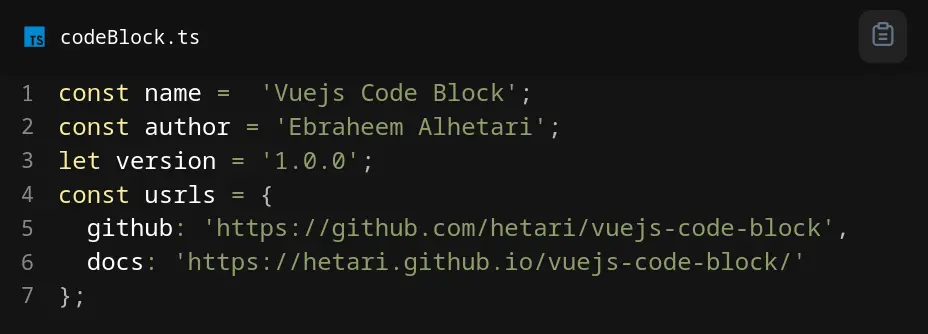 TS codeBlock.ts
1 const name =  'Vuejs Code Block';
2 const author = 'Ebraheem Alhetari';
3 let version = '1.0.0';
4 const usrls = {
5   github: 'https://github.com/hetari/vuejs-code-block',
6   docs: 'https://hetari.github.io/vuejs-code-block/'
7 };